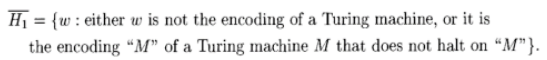 H̅₁ = {w : either w is not the encoding of a Turing machine, or it is
the encoding “M” of a Turing machine M that does not halt on “M”}.